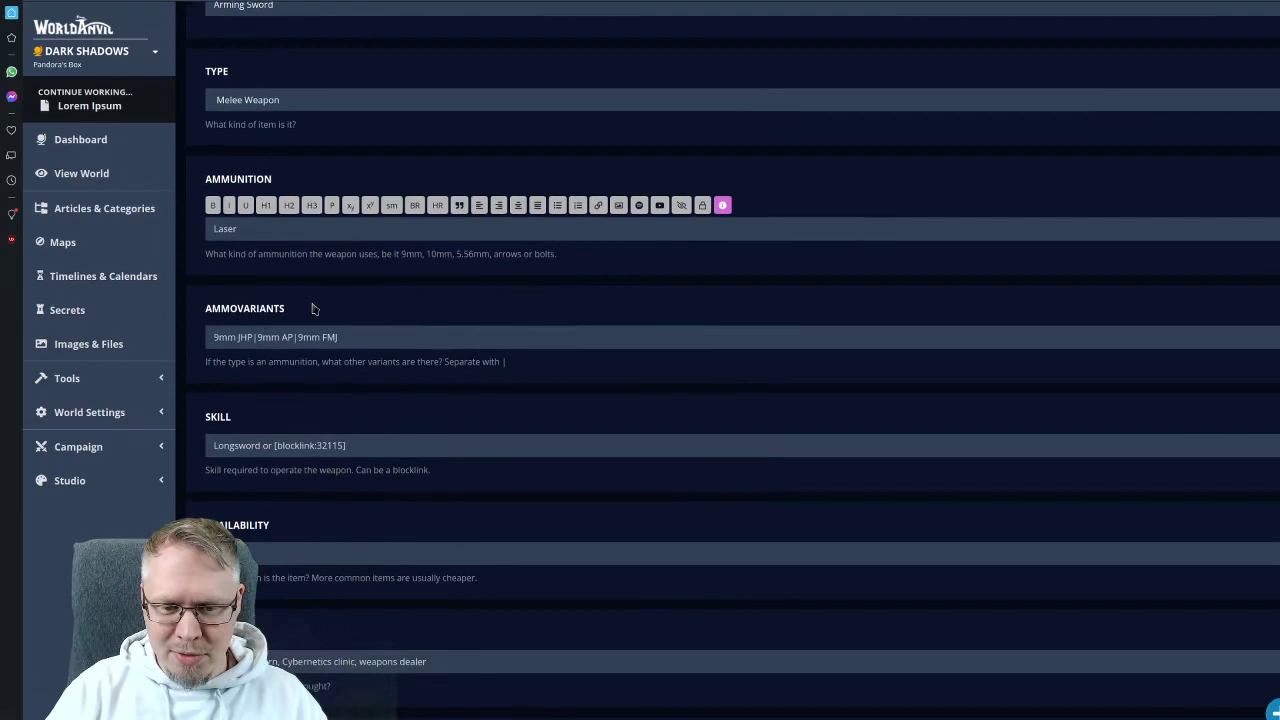 Arming Sword
WORLDANVIL
DARK SHADOWS
Pandora's Box
CONTINUE WORKING...
Lorem Ipsum
Dashboard
View World
Articles & Categories
Maps
Timelines & Calendars
Secrets
Images & Files
Tools
World Settings
Campaign
Studio
TYPE
Melee Weapon
What kind of item is it?
AMMUNITION
B I U H1 H2 H3 P xy xy sm BR HR
Laser
What kind of ammunition the weapon uses, be it 9mm, 10mm, 5.56mm, arrows or bolts.
AMMOVARIANTS
9mm JHP|9mm AP|9mm FMJ
If the type is an ammunition, what other variants are there? Separate with |
SKILL
Longsword or [blocklink:32115]
Skill required to operate the weapon. Can be a blocklink.
AILABILITY
is the item? More common items are usually cheaper.
Cybernetics clinic, weapons dealer